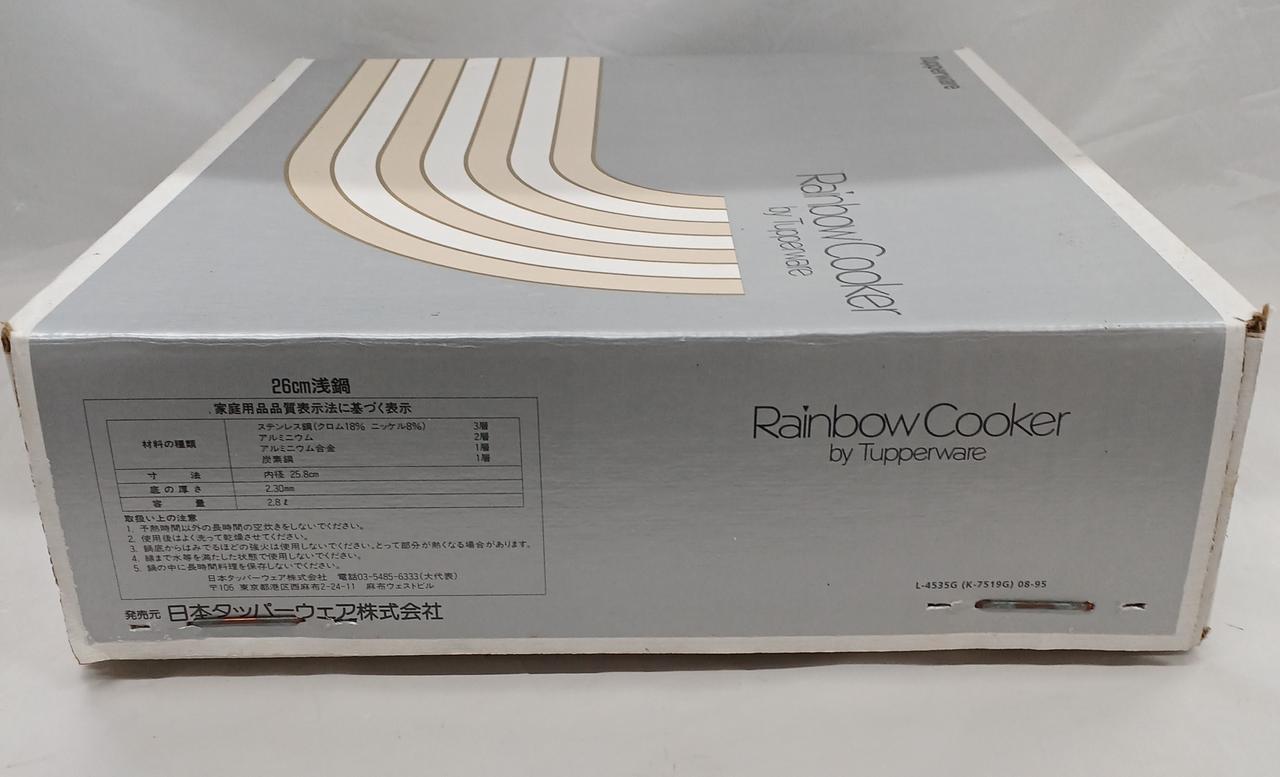 Tupperware
Rainbow Cooker
by Tupperware
26cm浅鍋
家庭用品品質表示法に基づく表示
材料の種類
ステンレス鋼(クロム18% ニッケル8%) 3層
アルミニウム 2層
アルミニウム合金 1層
炭素鋼 1層
寸法 内径 25.8cm
底の厚さ 2.30mm
容量 2.8ℓ
取扱い上の注意
1. 予熱時間以外の長時間の空炊きをしないでください。
2. 使用後はよく洗って乾燥させてください。
3. 鍋底からはみでるほどの強火は使用しないでください。とって部分が熱くなる場合があります。
4. 縁まで水等を満たした状態で使用しないでください。
5. 鍋の中に長時間料理を保存しないでください。
日本タッパーウェア株式会社 電話03-5485-6333(大代表)
〒106 東京都港区西麻布2-24-11 麻布ウェストビル
発売元 日本タッパーウェア株式会社
Rainbow Cooker
by Tupperware
L-4535G (K-7519G) 08-95